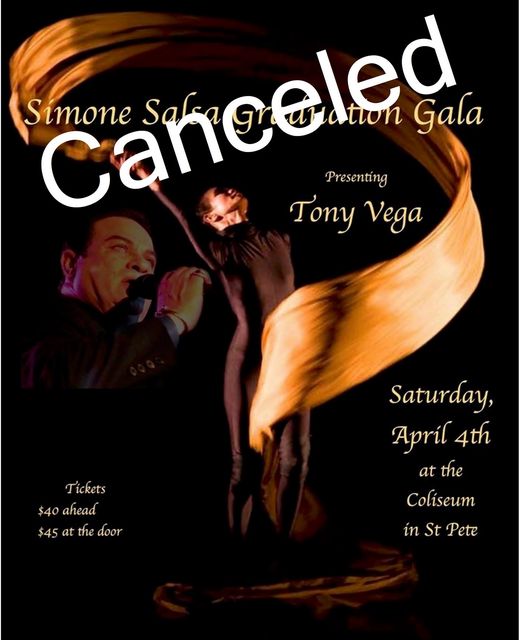 Canceled
Simone Salsa Graduation Gala
Presenting
Tony Vega
Saturday,
April 4th
at the
Coliseum
in St Pete
Tickets
$40 ahead
$45 at the door